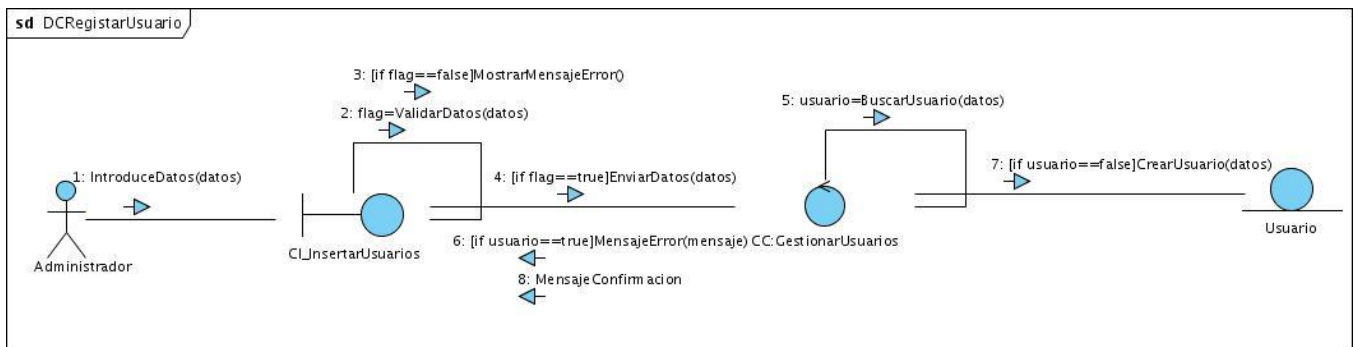 sd DCRegistarUsuario
3: [if flag==false]MostrarMensajeError()
2: flag=ValidarDatos(datos)
5: usuario=BuscarUsuario(datos)
1: IntroduceDatos(datos)
4: [if flag==true]EnviarDatos(datos)
7: [if usuario==false]CrearUsuario(datos)
Administrador
CI_InsertarUsuarios
6: [if usuario==true]MensajeError(mensaje)
CC:GestionarUsuarios
Usuario
8: MensajeConfirmacion